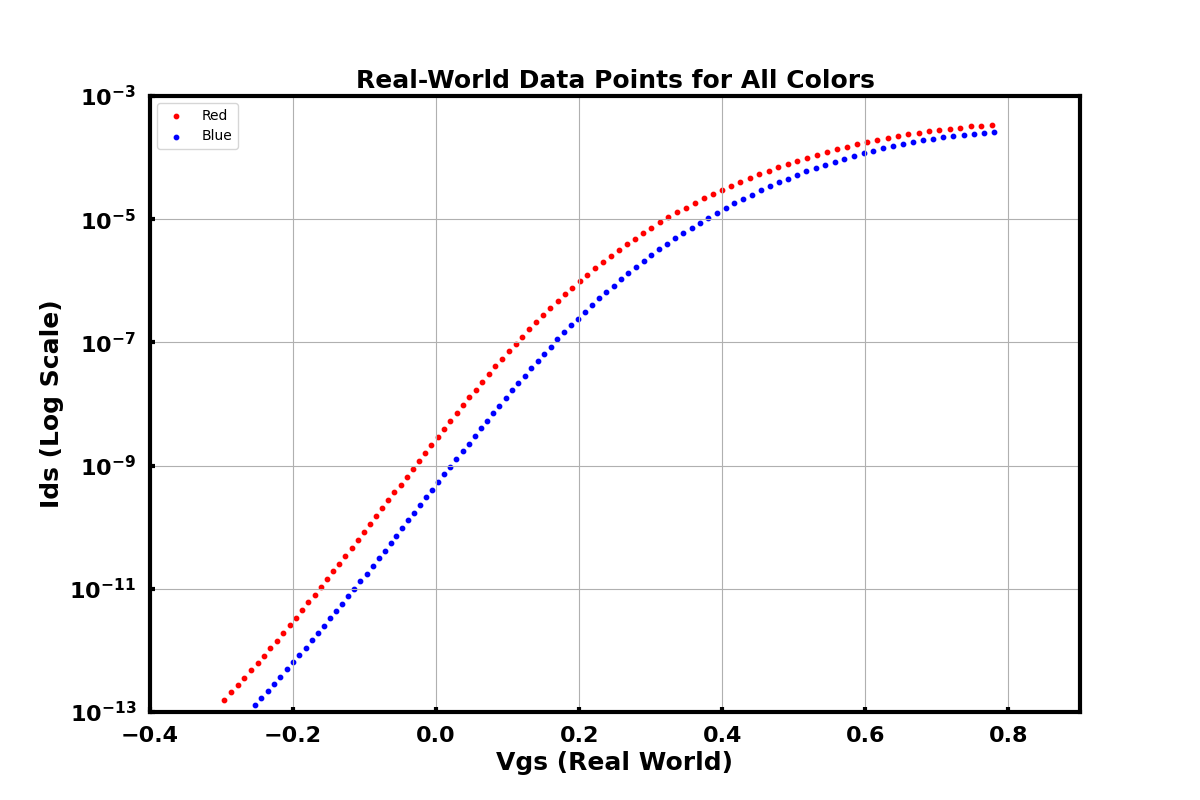 Real-World Data Points for All Colors
10⁻³
Red
Blue
10⁻⁵
10⁻⁷
10⁻⁹
10⁻¹¹
10⁻¹³
Ids (Log Scale)
−0.4 −0.2 0.0 0.2 0.4 0.6 0.8
Vgs (Real World)